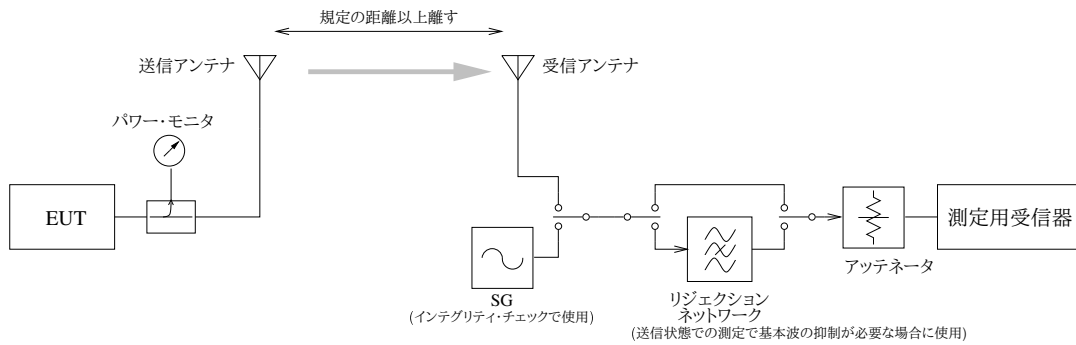 規定の距離以上離す
送信アンテナ
受信アンテナ
パワー・モニタ
EUT
測定用受信器
アッテネータ
SG
(インテグリティ・チェックで使用)
リジェクション
ネットワーク
(送信状態での測定で基本波の抑制が必要な場合に使用)